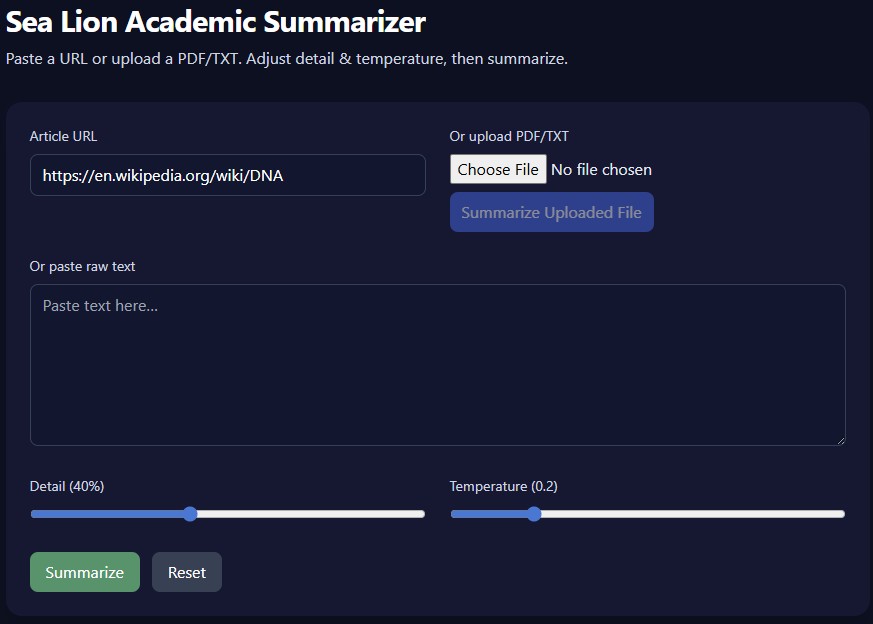 Sea Lion Academic Summarizer
Paste a URL or upload a PDF/TXT. Adjust detail & temperature, then summarize.
Article URL
https://en.wikipedia.org/wiki/DNA
Or upload PDF/TXT
Choose File No file chosen
Summarize Uploaded File
Or paste raw text
Paste text here...
Detail (40%)
Temperature (0.2)
Summarize
Reset